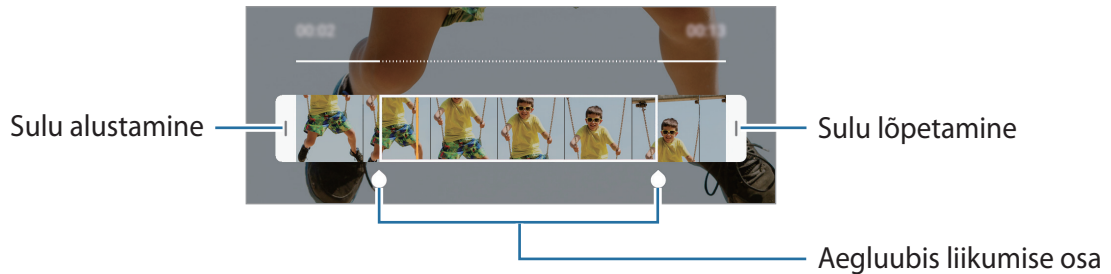 00:02
00:13
Sulu alustamine
Sulu lõpetamine
Aegluubis liikumise osa